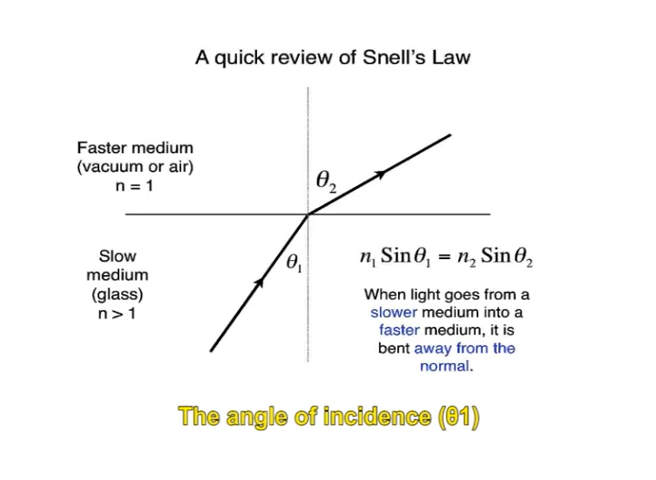 A quick review of Snell's Law
Faster medium
(vacuum or air)
n = 1
θ₂
Slow
medium
(glass)
n > 1
θ₁
n₁ Sinθ₁ = n₂ Sinθ₂
When light goes from a
slower medium into a
faster medium, it is
bent away from the
normal.
The angle of incidence (θ1)